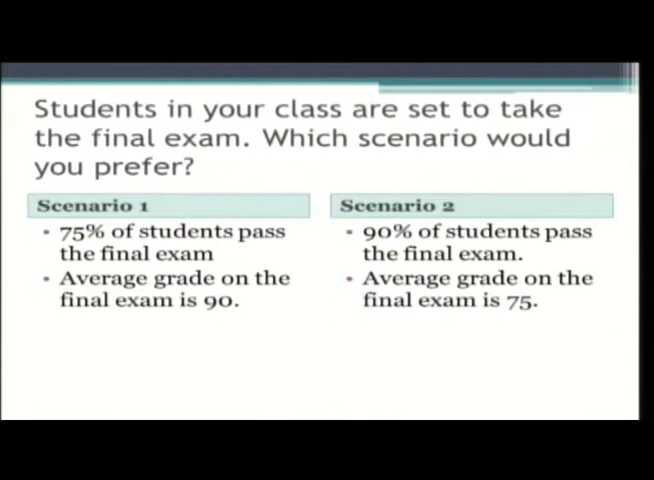 Students in your class are set to take
the final exam. Which scenario would
you prefer?
Scenario 1
• 75% of students pass
the final exam
• Average grade on the
final exam is 90.
Scenario 2
• 90% of students pass
the final exam.
• Average grade on the
final exam is 75.